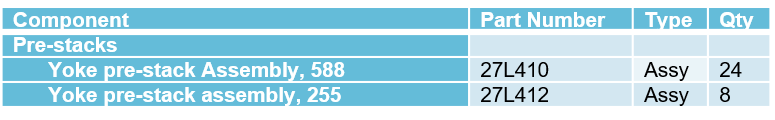 Component Part Number Type Qty
Pre-stacks
Yoke pre-stack Assembly, 588 27L410 Assy 24
Yoke pre-stack assembly, 255 27L412 Assy 8